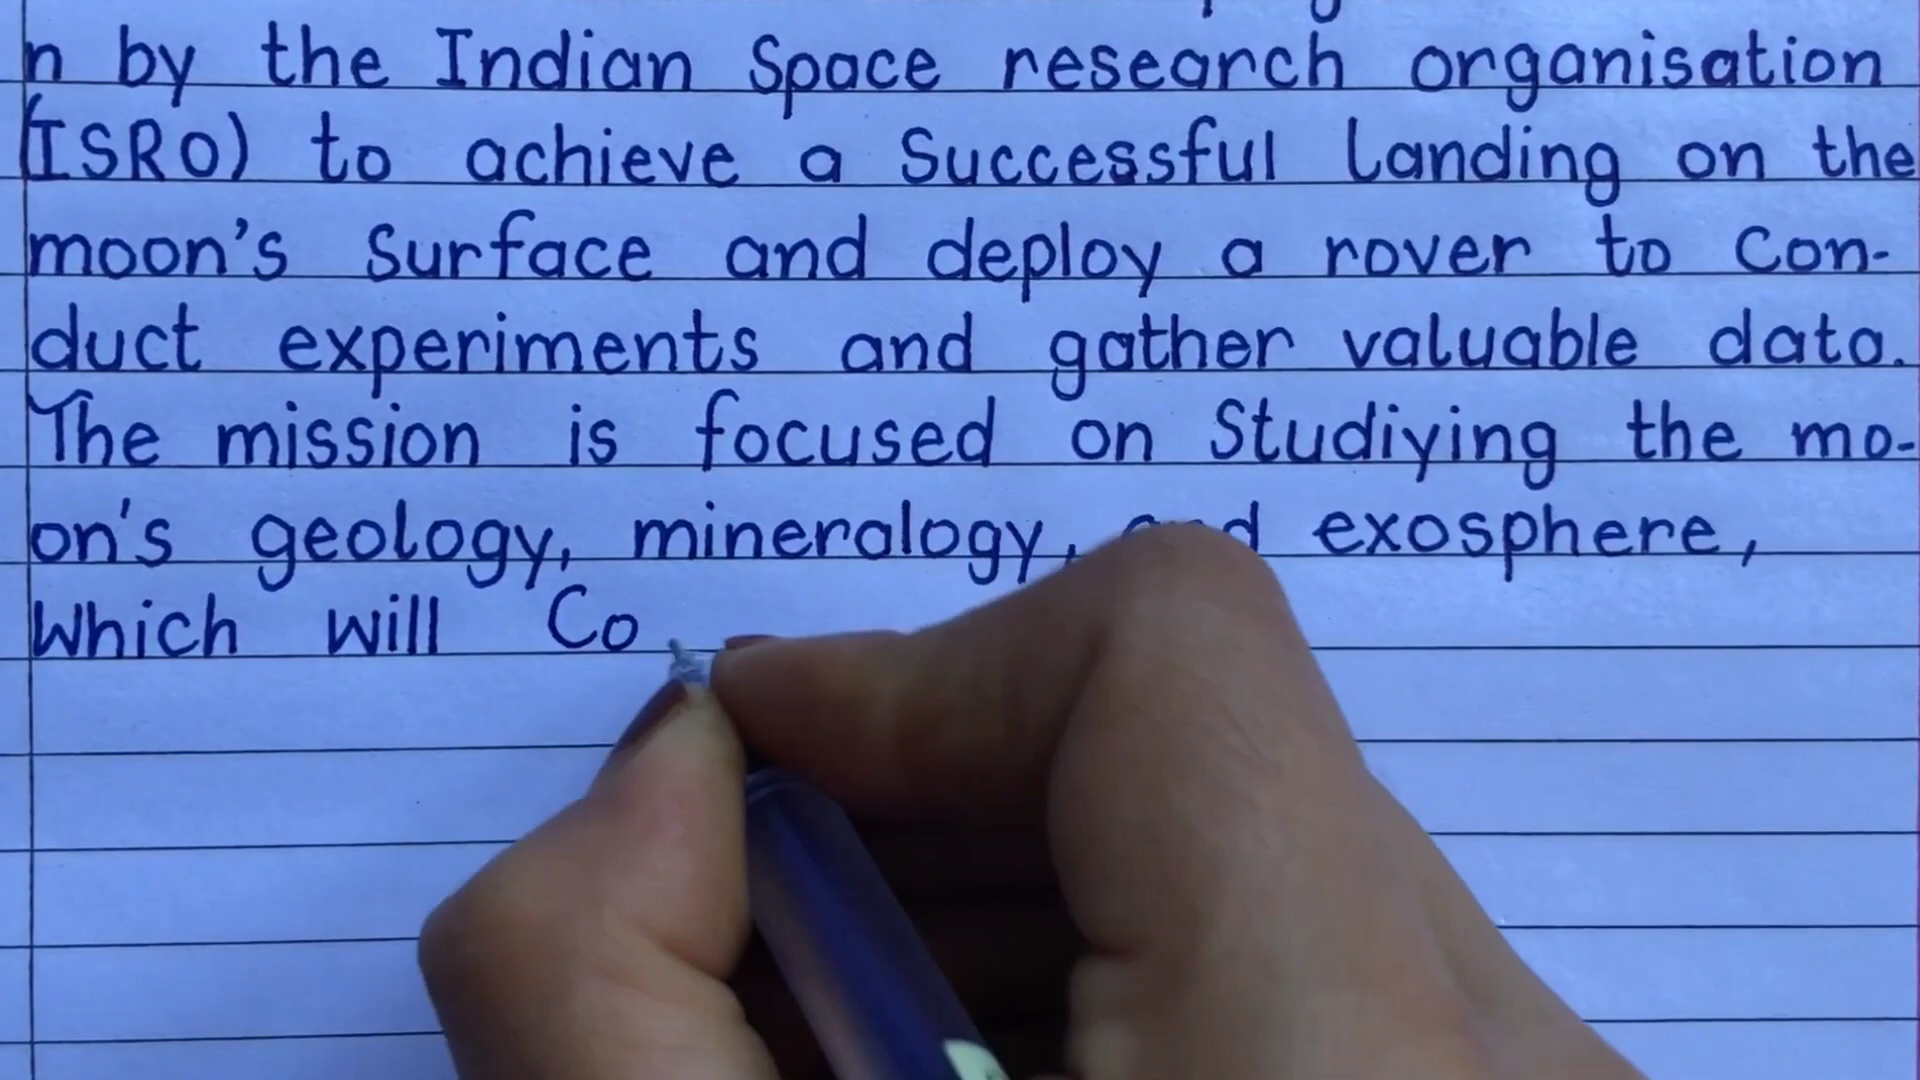 n by the Indian Space research organisation
(ISRO) to achieve a Successful landing on the
moon's Surface and deploy a rover to Con-
duct experiments and gather valuable data.
The mission is focused on Studiying the mo-
on's geology, mineralogy, and exosphere,
Which will Co